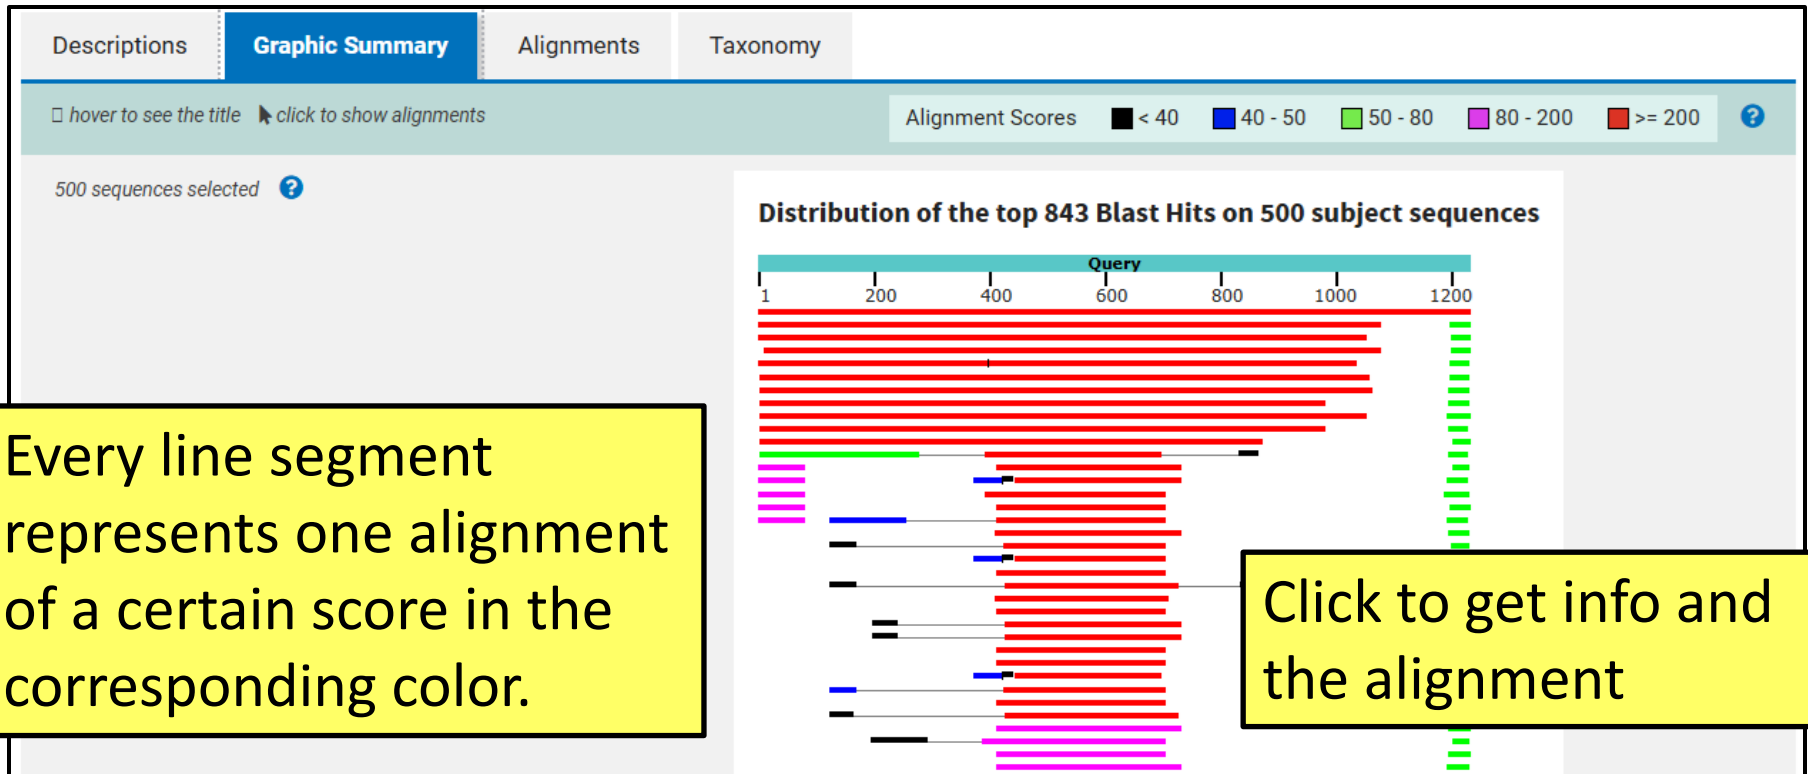 Descriptions Graphic Summary Alignments Taxonomy
hover to see the title click to show alignments
Alignment Scores < 40 40 - 50 50 - 80 80 - 200 >= 200 ?
500 sequences selected ?
Distribution of the top 843 Blast Hits on 500 subject sequences
Query
1 200 400 600 800 1000 1200
Every line segment
represents one alignment
of a certain score in the
corresponding color.
Click to get info and
the alignment